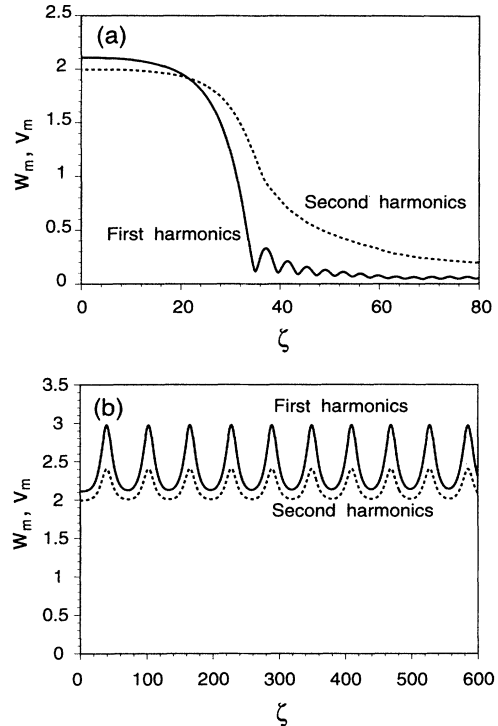 (a)
2.5
2
1.5
1
0.5
0
W_m, V_m
Second harmonics
First harmonics
0 20 40 60 80
ζ
(b)
4
3.5
3
2.5
2
1.5
1
0.5
0
W_m, V_m
First harmonics
Second harmonics
0 100 200 300 400 500 600
ζ